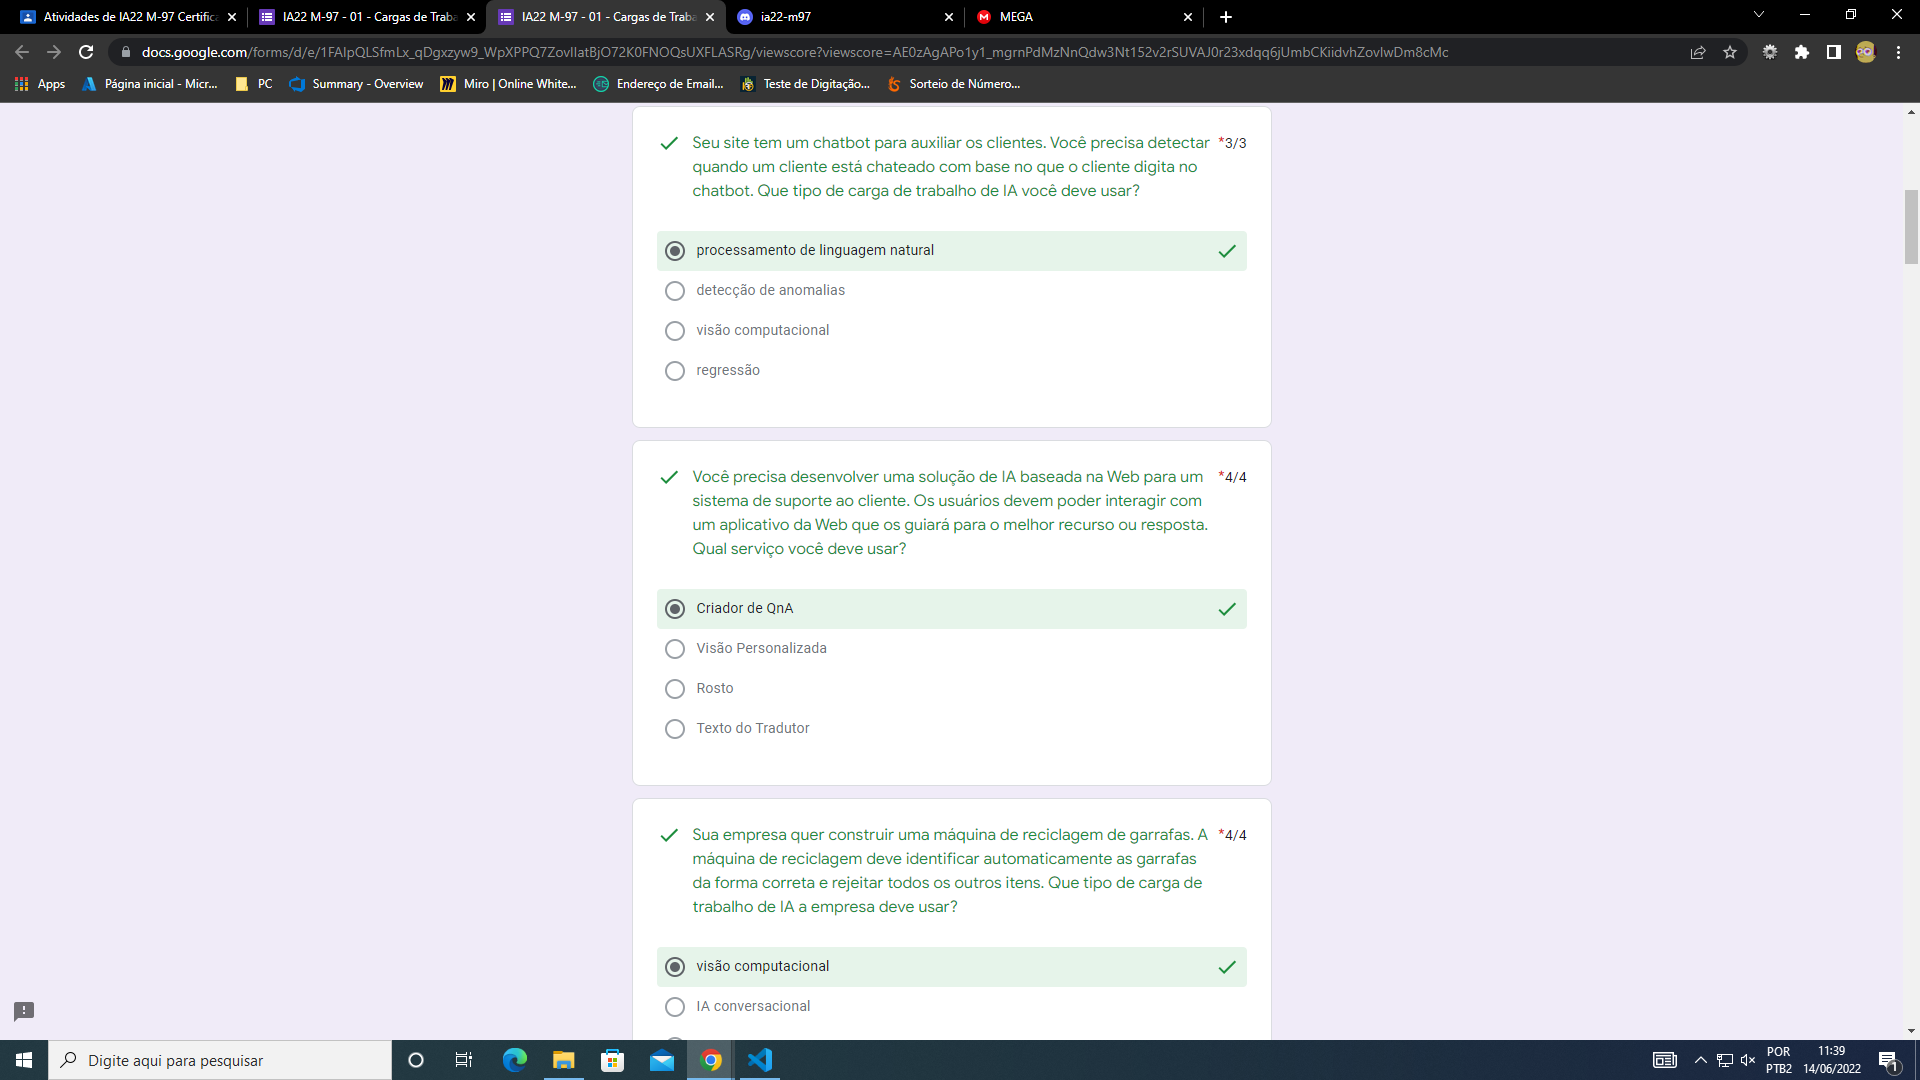 Atividades de IA22 M-97 Certifica
IA22 M-97 - 01 - Cargas de Traba
IA22 M-97 - 01 - Cargas de Traba
ia22-m97
MEGA
docs.google.com/forms/d/e/1FAIpQLSfmLx_qDgxzyw9_WpXPPQ7ZovIIatBjO72K0FNOQsUXFLASRg/viewscore?viewscore=AE0zAgAPo1y1_mgrnPdMzNnQdw3Nt152v2rSUVAJ0r23xdqq6jUmbCKiidvhZovIwDm8cMc
Apps
Página inicial - Micr...
PC
Summary - Overview
Miro | Online White...
Endereço de Email...
Teste de Digitação...
Sorteio de Número...
Seu site tem um chatbot para auxiliar os clientes. Você precisa detectar *3/3
quando um cliente está chateado com base no que o cliente digita no
chatbot. Que tipo de carga de trabalho de IA você deve usar?
processamento de linguagem natural
detecção de anomalias
visão computacional
regressão
Você precisa desenvolver uma solução de IA baseada na Web para um *4/4
sistema de suporte ao cliente. Os usuários devem poder interagir com
um aplicativo da Web que os guiará para o melhor recurso ou resposta.
Qual serviço você deve usar?
Criador de QnA
Visão Personalizada
Rosto
Texto do Tradutor
Sua empresa quer construir uma máquina de reciclagem de garrafas. A *4/4
máquina de reciclagem deve identificar automaticamente as garrafas
da forma correta e rejeitar todos os outros itens. Que tipo de carga de
trabalho de IA a empresa deve usar?
visão computacional
IA conversacional
Digite aqui para pesquisar
POR
PTB2
11:39
14/06/2022
1